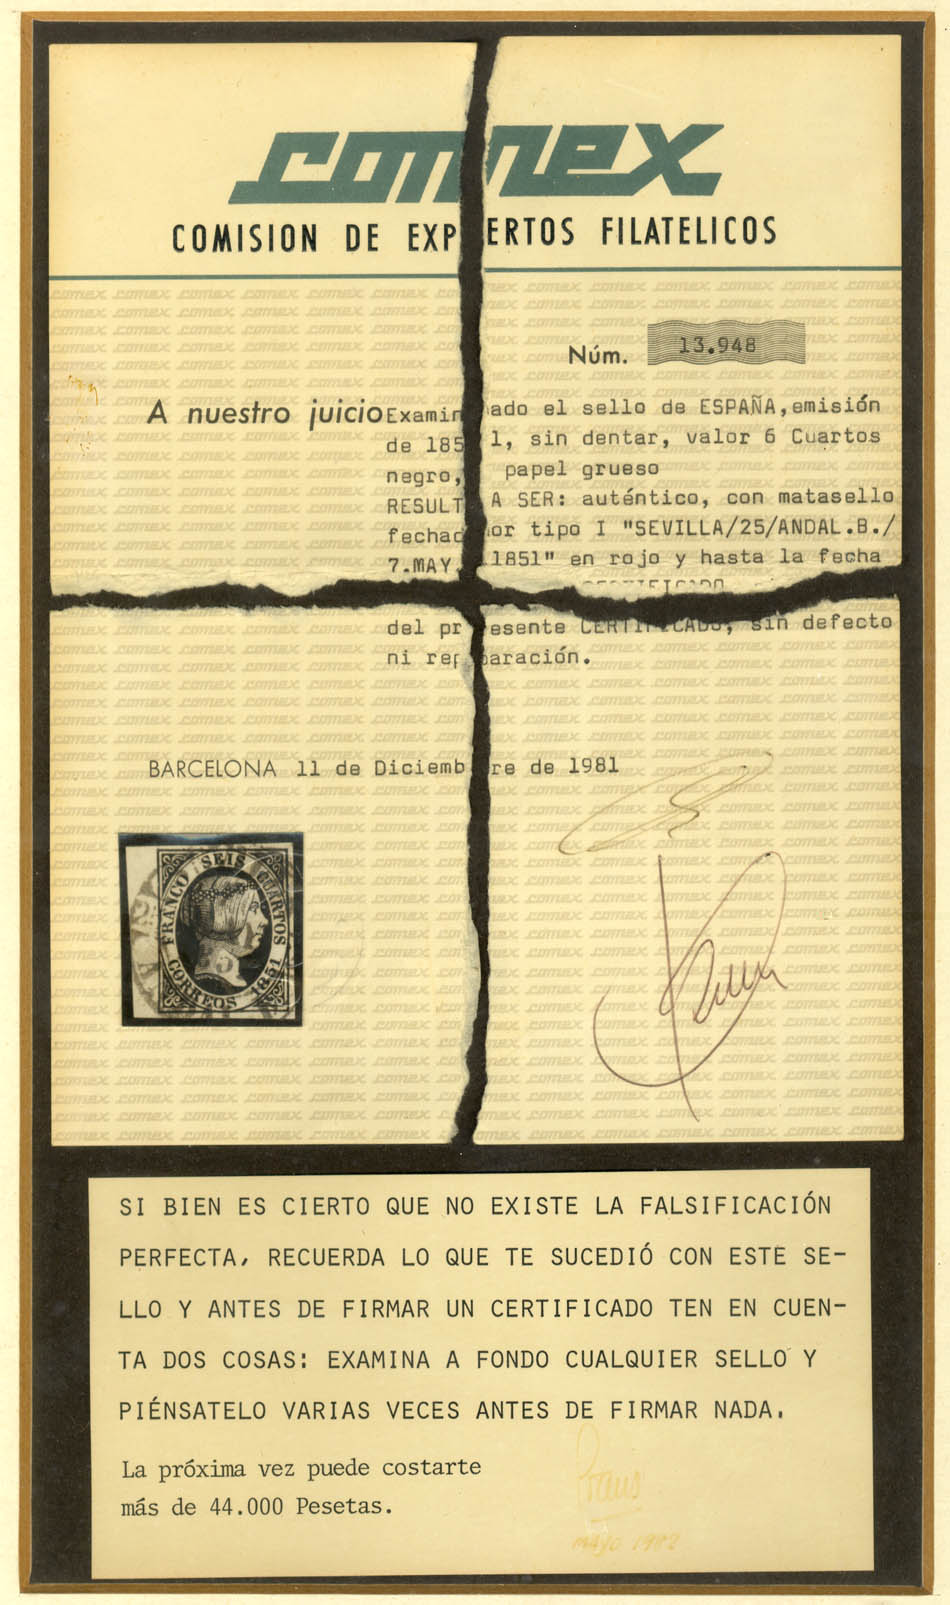 comex
COMISION DE EXPERTOS FILATELICOS
Núm. 13.948
A nuestro juicio Examinado el sello de ESPAÑA, emisión
de 1851, sin dentar, valor 6 Cuartos
negro, papel grueso
RESULTA SER: auténtico, con matasello
fechador tipo I "SEVILLA/25/ANDAL.B./
7.MAY.1851" en rojo y hasta la fecha
del presente CERTIFICADO, sin defecto
ni reparación.
BARCELONA 11 de Diciembre de 1981
FRANCO SEIS CUARTOS
CORREOS 1851
SI BIEN ES CIERTO QUE NO EXISTE LA FALSIFICACIÓN
PERFECTA, RECUERDA LO QUE TE SUCEDIÓ CON ESTE SE-
LLO Y ANTES DE FIRMAR UN CERTIFICADO TEN EN CUEN-
TA DOS COSAS: EXAMINA A FONDO CUALQUIER SELLO Y
PIÉNSATELO VARIAS VECES ANTES DE FIRMAR NADA.
La próxima vez puede costarte
más de 44.000 Pesetas.
MAYO 1982